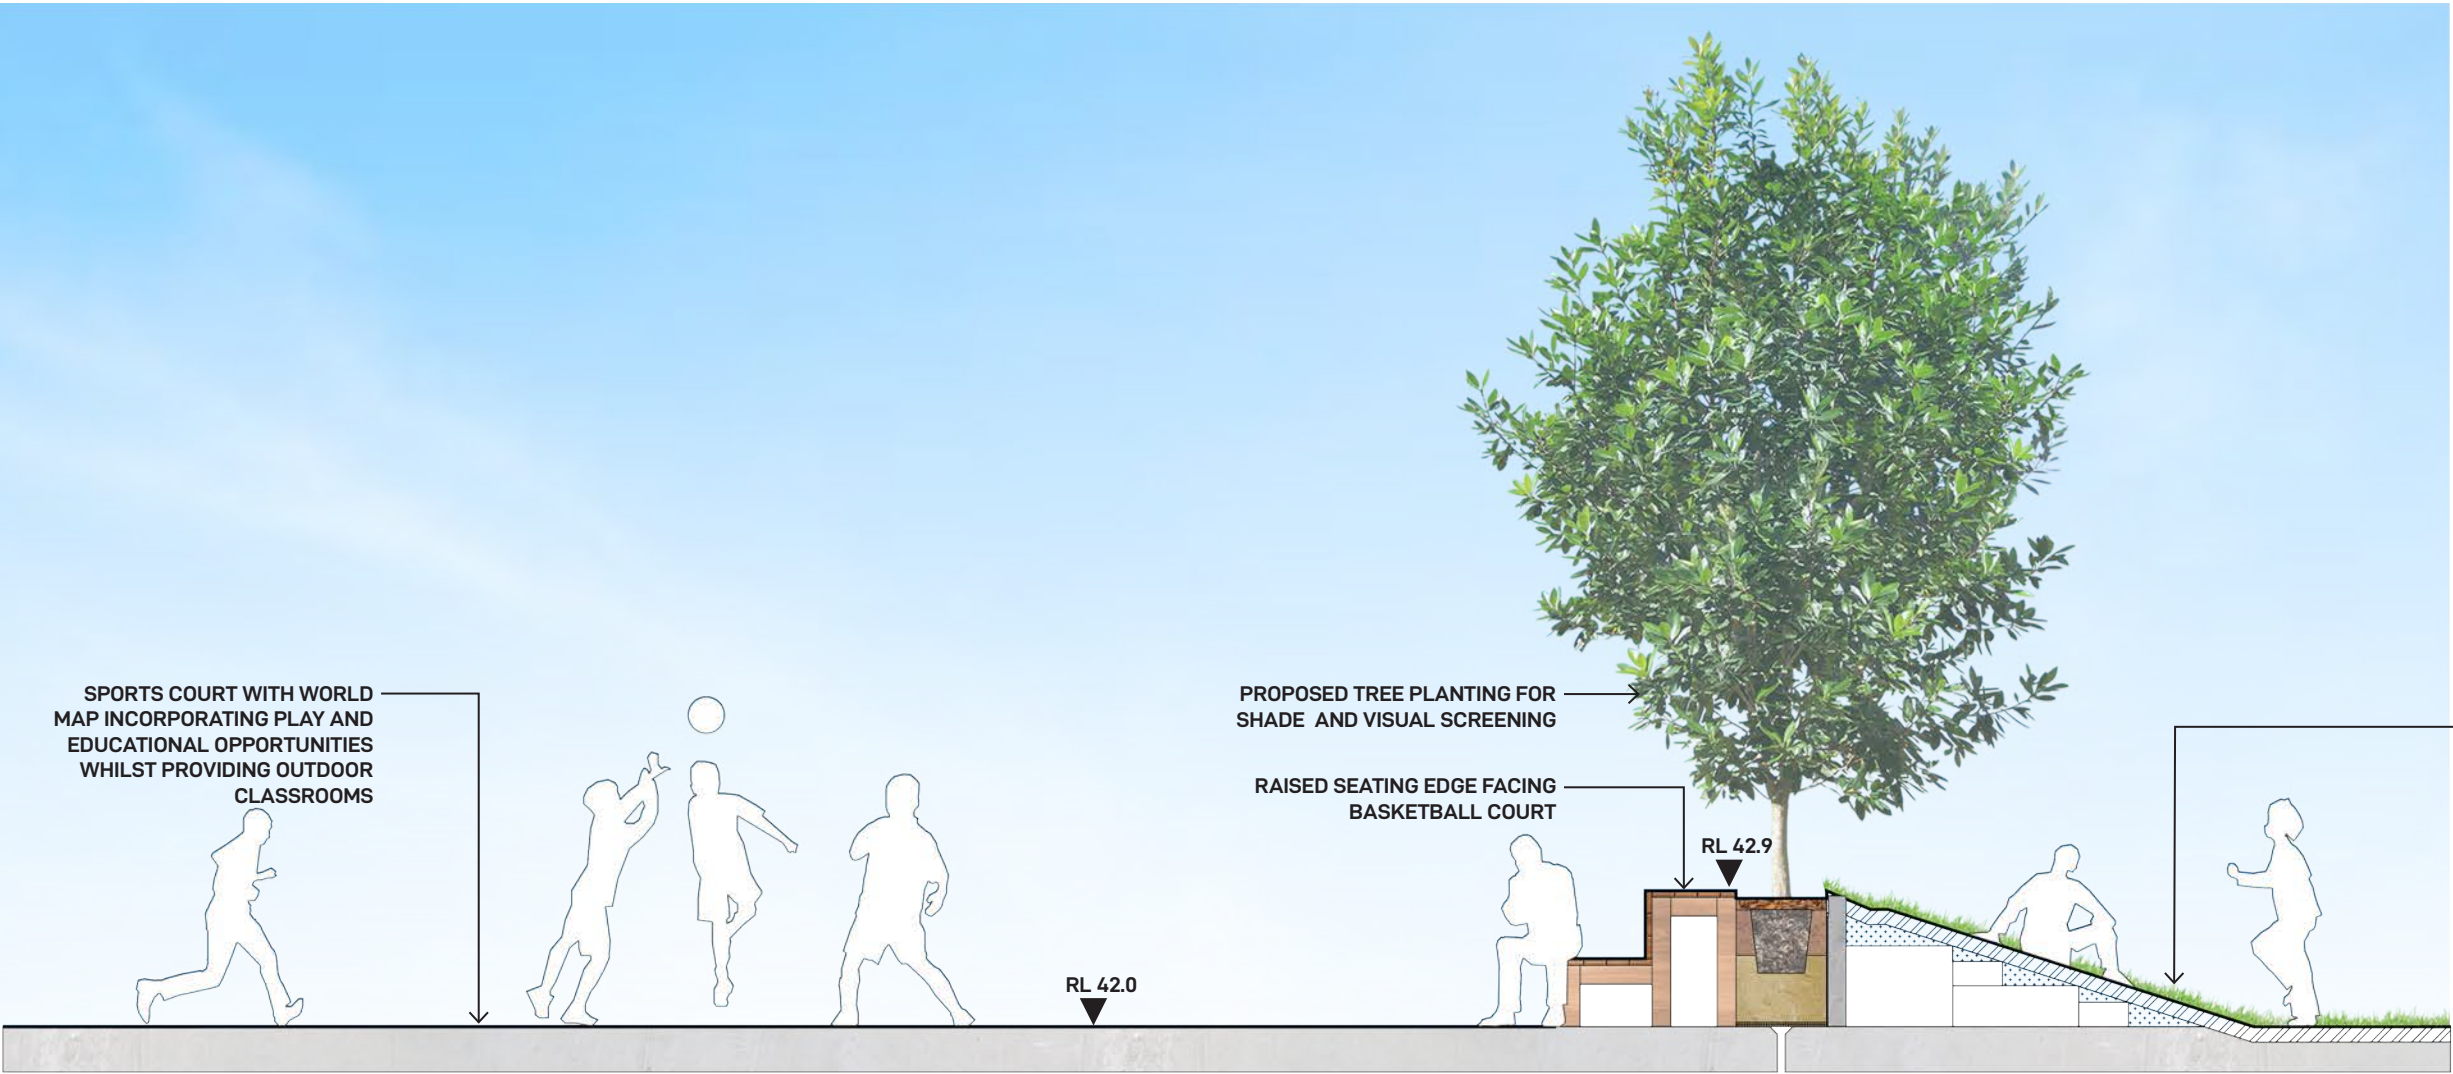 SPORTS COURT WITH WORLD
MAP INCORPORATING PLAY AND
EDUCATIONAL OPPORTUNITIES
WHILST PROVIDING OUTDOOR
CLASSROOMS
PROPOSED TREE PLANTING FOR
SHADE AND VISUAL SCREENING
RAISED SEATING EDGE FACING
BASKETBALL COURT
RL 42.9
RL 42.0